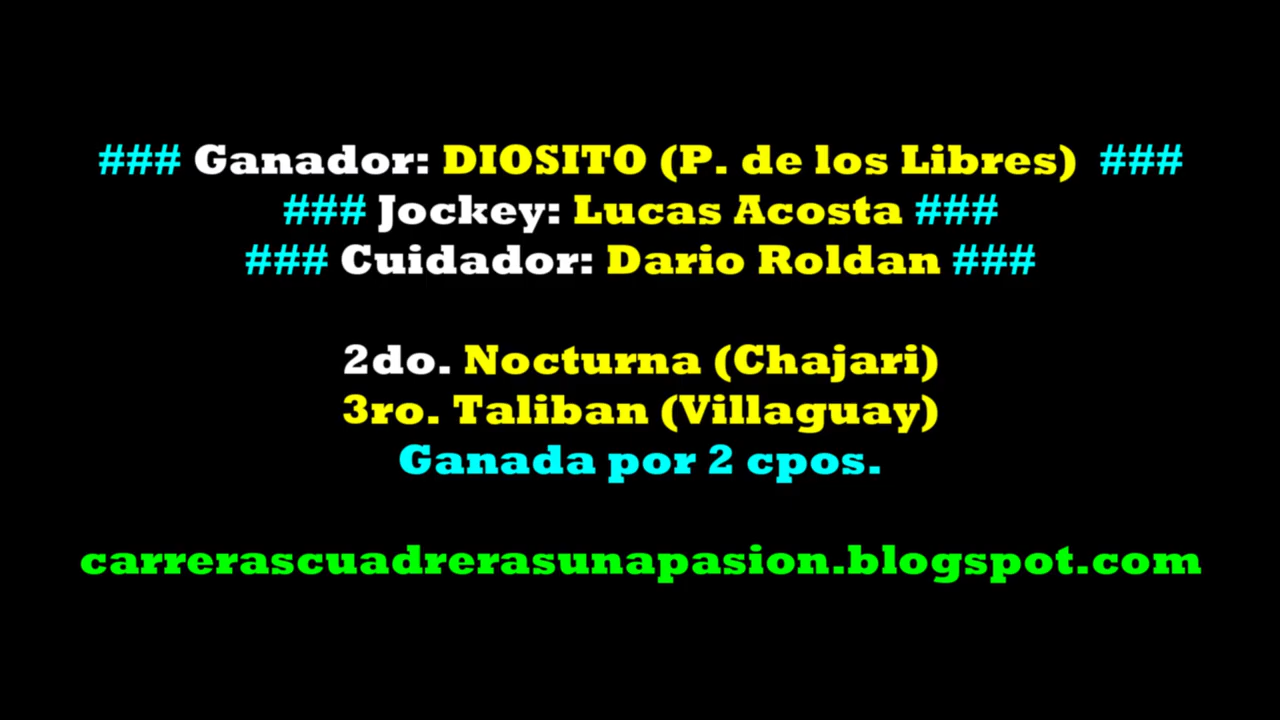 ### Ganador: DIOSITO (P. de los Libres) ###
### Jockey: Lucas Acosta ###
### Cuidador: Dario Roldan ###
2do. Nocturna (Chajari)
3ro. Taliban (Villaguay)
Ganada por 2 cpos.
carrerascuadrerasunapasion.blogspot.com